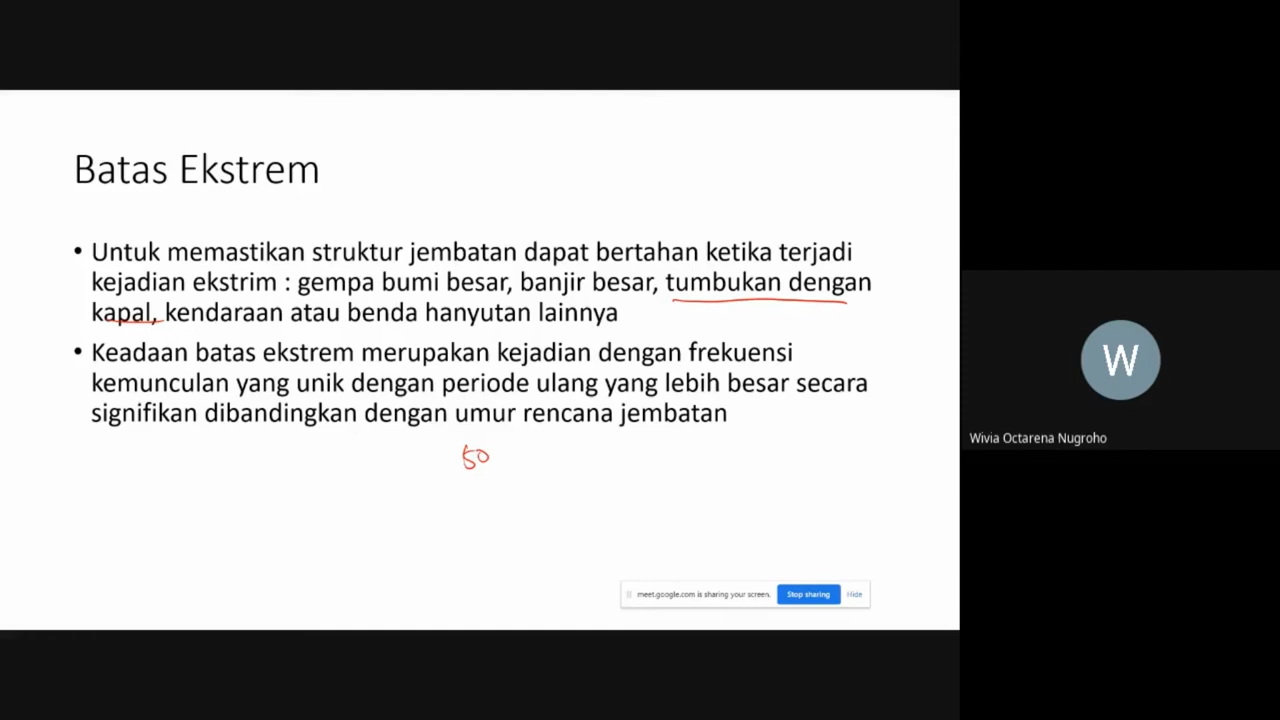 Batas Ekstrem
• Untuk memastikan struktur jembatan dapat bertahan ketika terjadi
kejadian ekstrim : gempa bumi besar, banjir besar, tumbukan dengan
kapal, kendaraan atau benda hanyutan lainnya
• Keadaan batas ekstrem merupakan kejadian dengan frekuensi
kemunculan yang unik dengan periode ulang yang lebih besar secara
signifikan dibandingkan dengan umur rencana jembatan
50
meet.google.com is sharing your screen. Stop sharing Hide
W
Wivia Octarena Nugroho